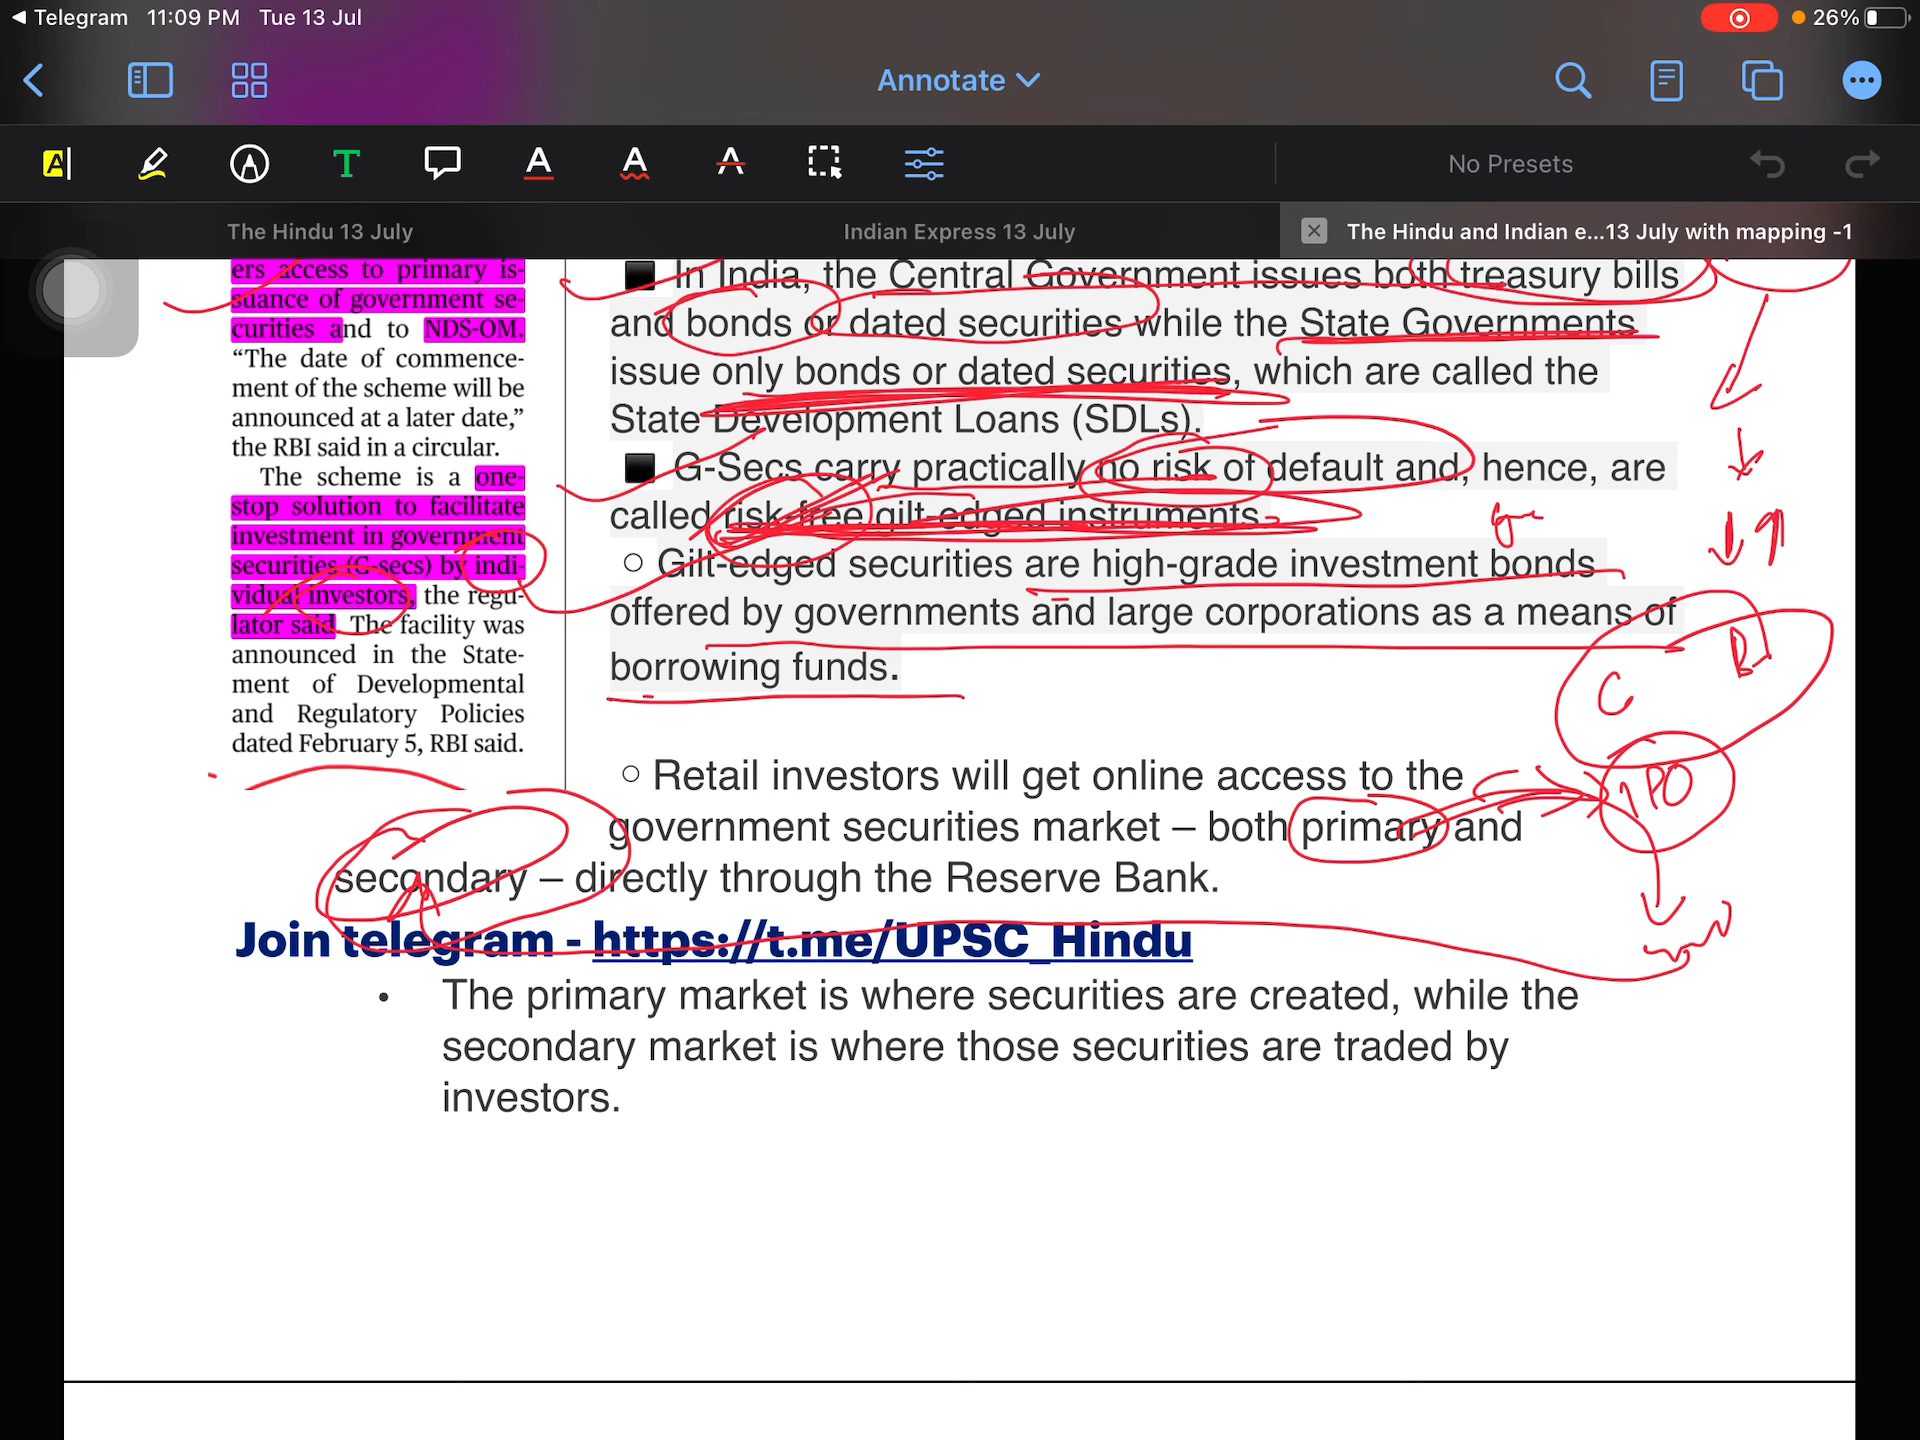 Telegram 11:09 PM Tue 13 Jul
26%
Annotate
A
T
A
A
A
No Presets
The Hindu 13 July
Indian Express 13 July
The Hindu and Indian e...13 July with mapping -1
ers access to primary is-
suance of government se-
curities and to NDS-OM.
“The date of commence-
ment of the scheme will be
announced at a later date,”
the RBI said in a circular.
The scheme is a one-
stop solution to facilitate
investment in government
securities (G-secs) by indi-
vidual investors, the regu-
lator said. The facility was
announced in the State-
ment of Developmental
and Regulatory Policies
dated February 5, RBI said.
In India, the Central Government issues both treasury bills
and bonds or dated securities while the State Governments
issue only bonds or dated securities, which are called the
State Development Loans (SDLs).
G-Secs carry practically no risk of default and, hence, are
called risk-free gilt-edged instruments.
Gilt-edged securities are high-grade investment bonds
offered by governments and large corporations as a means of
borrowing funds.
C
IPO
Retail investors will get online access to the
government securities market – both primary and
secondary – directly through the Reserve Bank.
Join telegram - https://t.me/UPSC_Hindu
• The primary market is where securities are created, while the
secondary market is where those securities are traded by
investors.